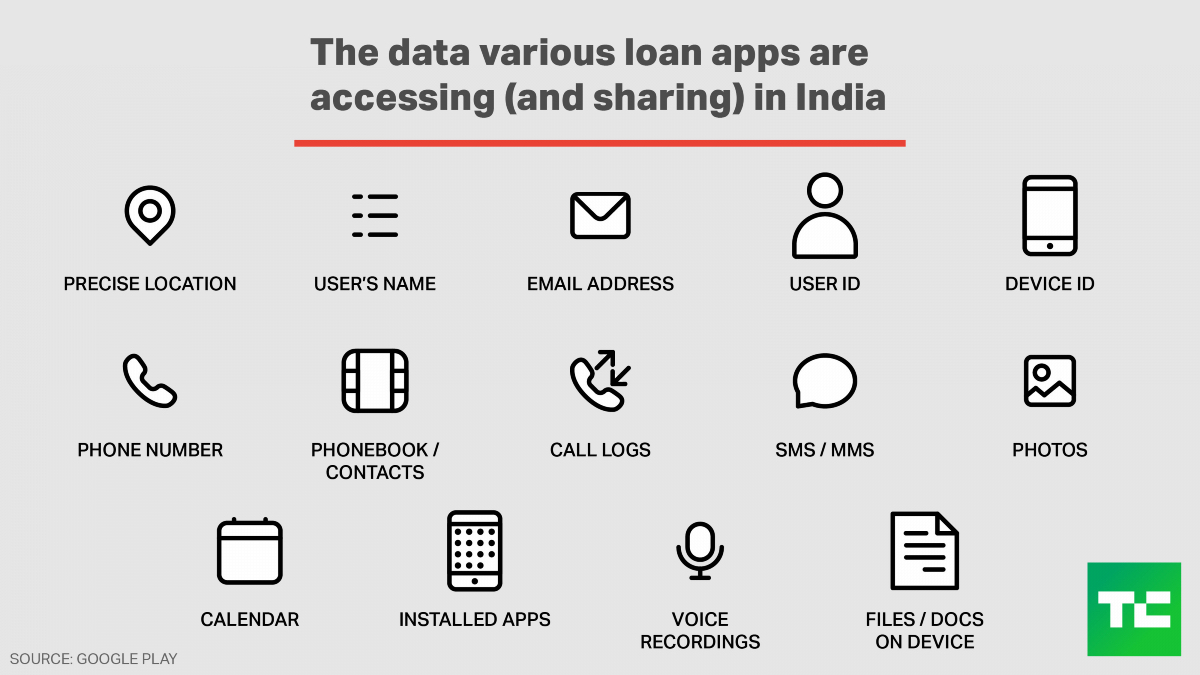 The data various loan apps are
accessing (and sharing) in India
PRECISE LOCATION
USER'S NAME
EMAIL ADDRESS
USER ID
DEVICE ID
PHONE NUMBER
PHONEBOOK /
CONTACTS
CALL LOGS
SMS / MMS
PHOTOS
CALENDAR
INSTALLED APPS
VOICE
RECORDINGS
FILES / DOCS
ON DEVICE
TC
SOURCE: GOOGLE PLAY